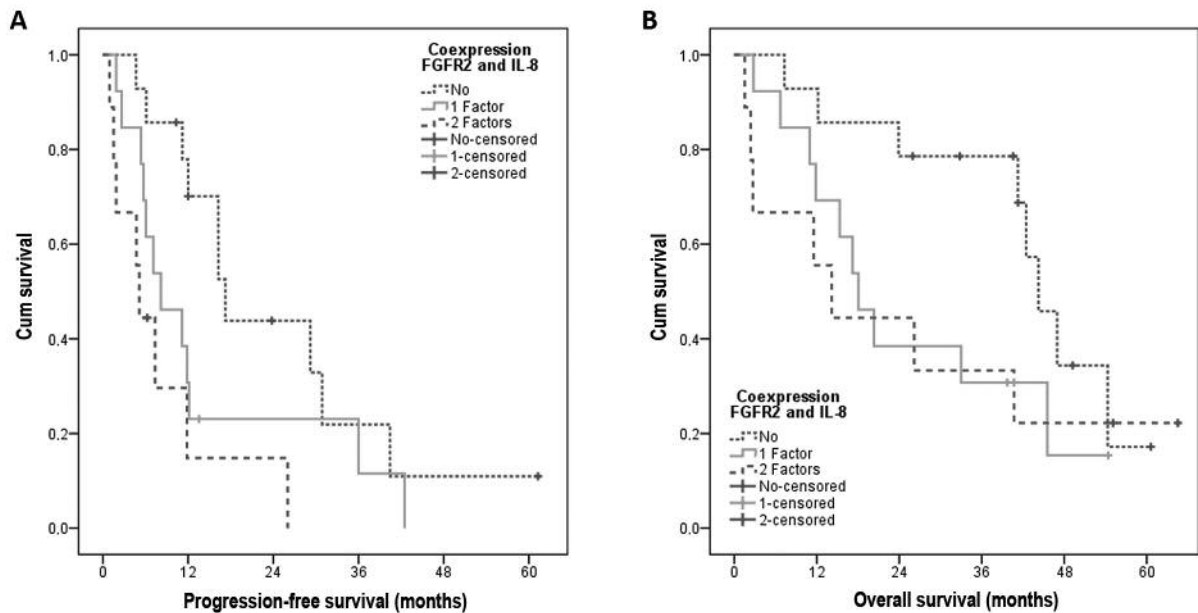 A
Cum survival
1.0
0.8
0.6
0.4
0.2
0.0
Coexpression
FGFR2 and IL-8
No
1 Factor
2 Factors
No-censored
1-censored
2-censored
0 12 24 36 48 60
Progression-free survival (months)
B
Cum survival
1.0
0.8
0.6
0.4
0.2
0.0
Coexpression
FGFR2 and IL-8
No
1 Factor
2 Factors
No-censored
1-censored
2-censored
0 12 24 36 48 60
Overall survival (months)